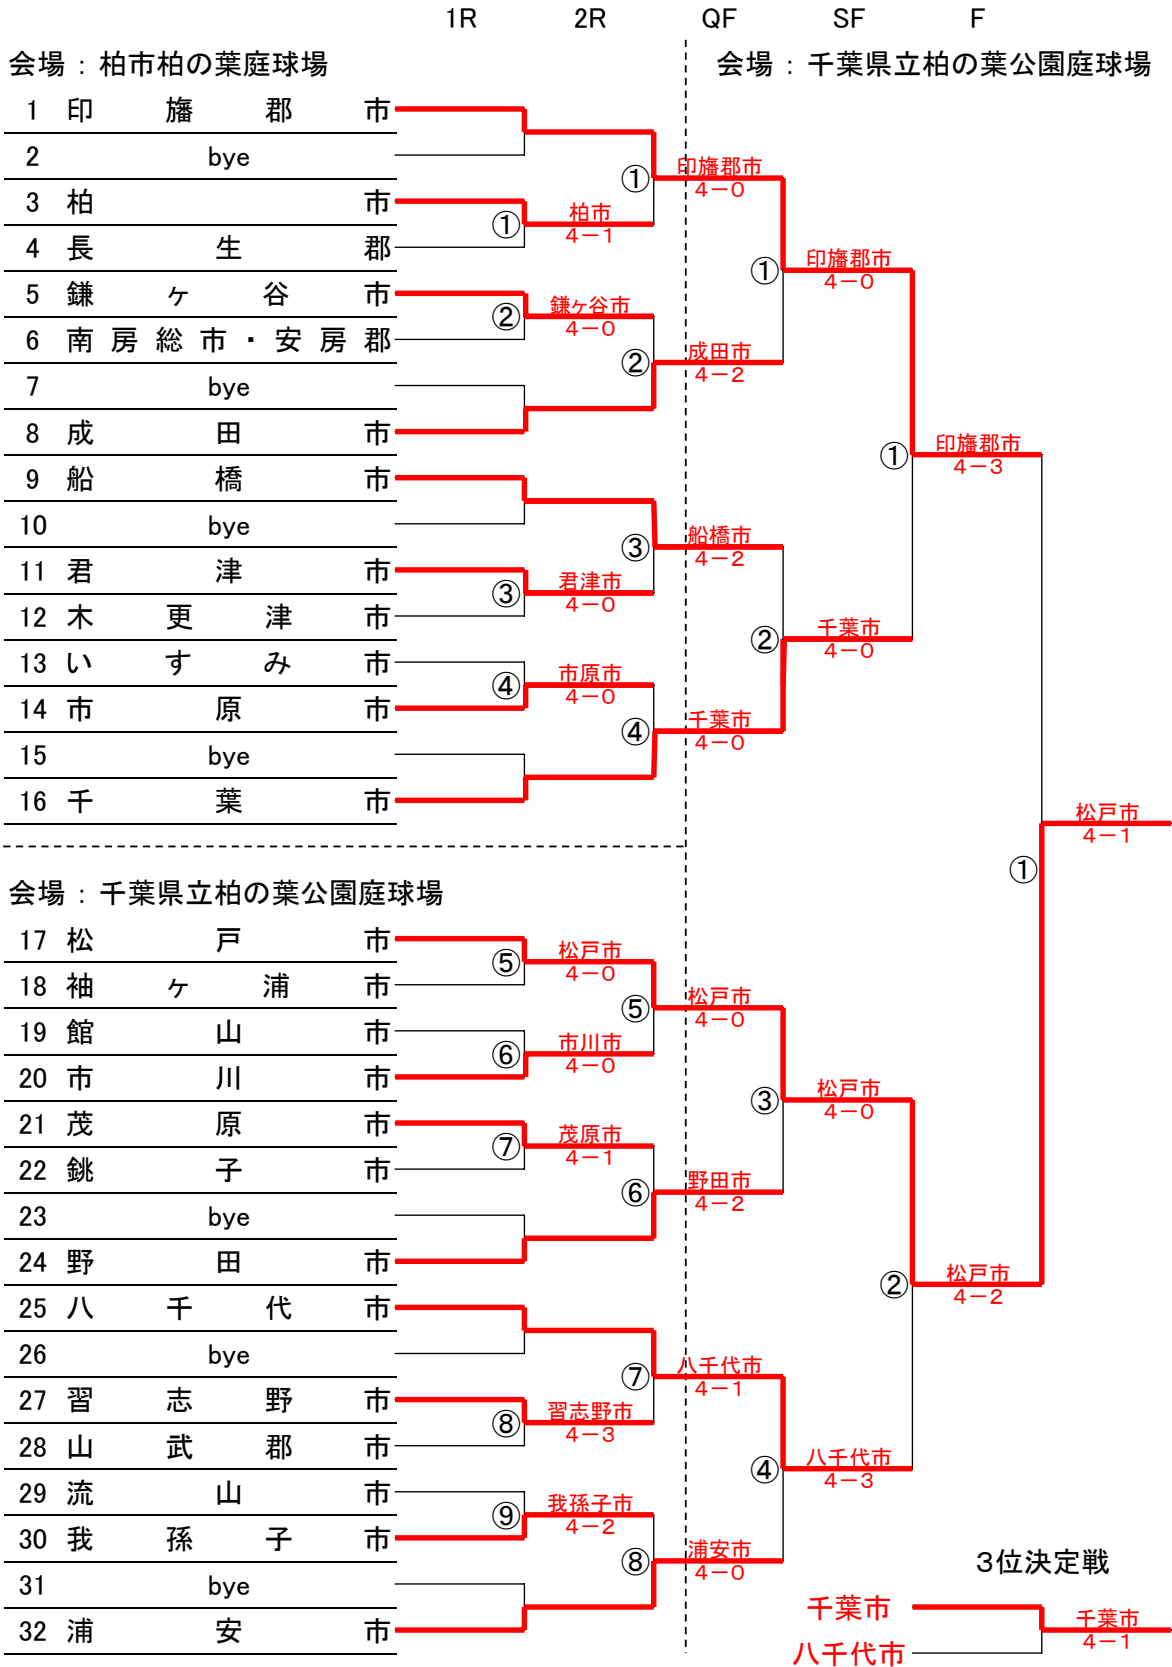 1R 2R QF SF F
会場：柏市柏の葉庭球場
会場：千葉県立柏の葉公園庭球場
1 印旛郡市
2 bye
3 柏市
4 長生郡
5 鎌ヶ谷市
6 南房総市・安房郡
7 bye
8 成田市
9 船橋市
10 bye
11 君津市
12 木更津市
13 いすみ市
14 市原市
15 bye
16 千葉市
① 柏市
4－1
② 鎌ヶ谷市
4－0
③ 君津市
4－0
④ 市原市
4－0
① 印旛郡市
4－0
② 成田市
4－2
③ 船橋市
4－2
④ 千葉市
4－0
① 印旛郡市
4－0
② 千葉市
4－0
① 印旛郡市
4－3
① 松戸市
4－1
会場：千葉県立柏の葉公園庭球場
17 松戸市
18 袖ヶ浦市
19 館山市
20 市川市
21 茂原市
22 銚子市
23 bye
24 野田市
25 八千代市
26 bye
27 習志野市
28 山武郡市
29 流山市
30 我孫子市
31 bye
32 浦安市
⑤ 松戸市
4－0
⑥ 市川市
4－0
⑦ 茂原市
4－1
⑧ 習志野市
4－3
⑨ 我孫子市
4－2
⑤ 松戸市
4－0
⑥ 野田市
4－2
⑦ 八千代市
4－1
⑧ 浦安市
4－0
③ 松戸市
4－0
④ 八千代市
4－3
② 松戸市
4－2
3位決定戦
千葉市
八千代市
千葉市
4－1